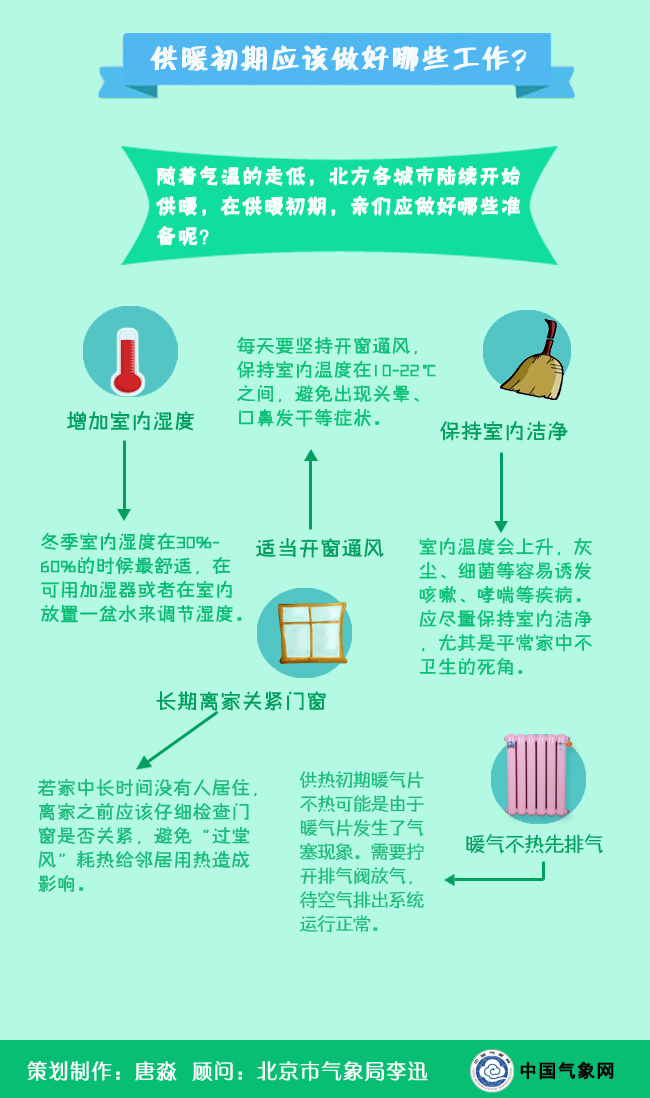 供暖初期应该做好哪些工作?
随着气温的走低，北方各城市陆续开始
供暖，在供暖初期，亲们应做好哪些准
备呢?
增加室内湿度
冬季室内湿度在30%-
60%的时候最舒适，在
可用加湿器或者在室内
放置一盆水来调节湿度。
每天要坚持开窗通风，
保持室内温度在10-22℃
之间，避免出现头晕、
口鼻发干等症状。
适当开窗通风
保持室内洁净
室内温度会上升，灰
尘、细菌等容易诱发
咳嗽、哮喘等疾病。
应尽量保持室内洁净
，尤其是平常家中不
卫生的死角。
长期离家关紧门窗
若家中长时间没有人居住，
离家之前应该仔细检查门
窗是否关紧，避免“过堂
风”耗热给邻居用热造成
影响。
暖气不热先排气
供热初期暖气片
不热可能是由于
暖气片发生了气
塞现象。需要拧
开排气阀放气，
待空气排出系统
运行正常。
策划制作：唐淼 顾问：北京市气象局李迅
中国气象网